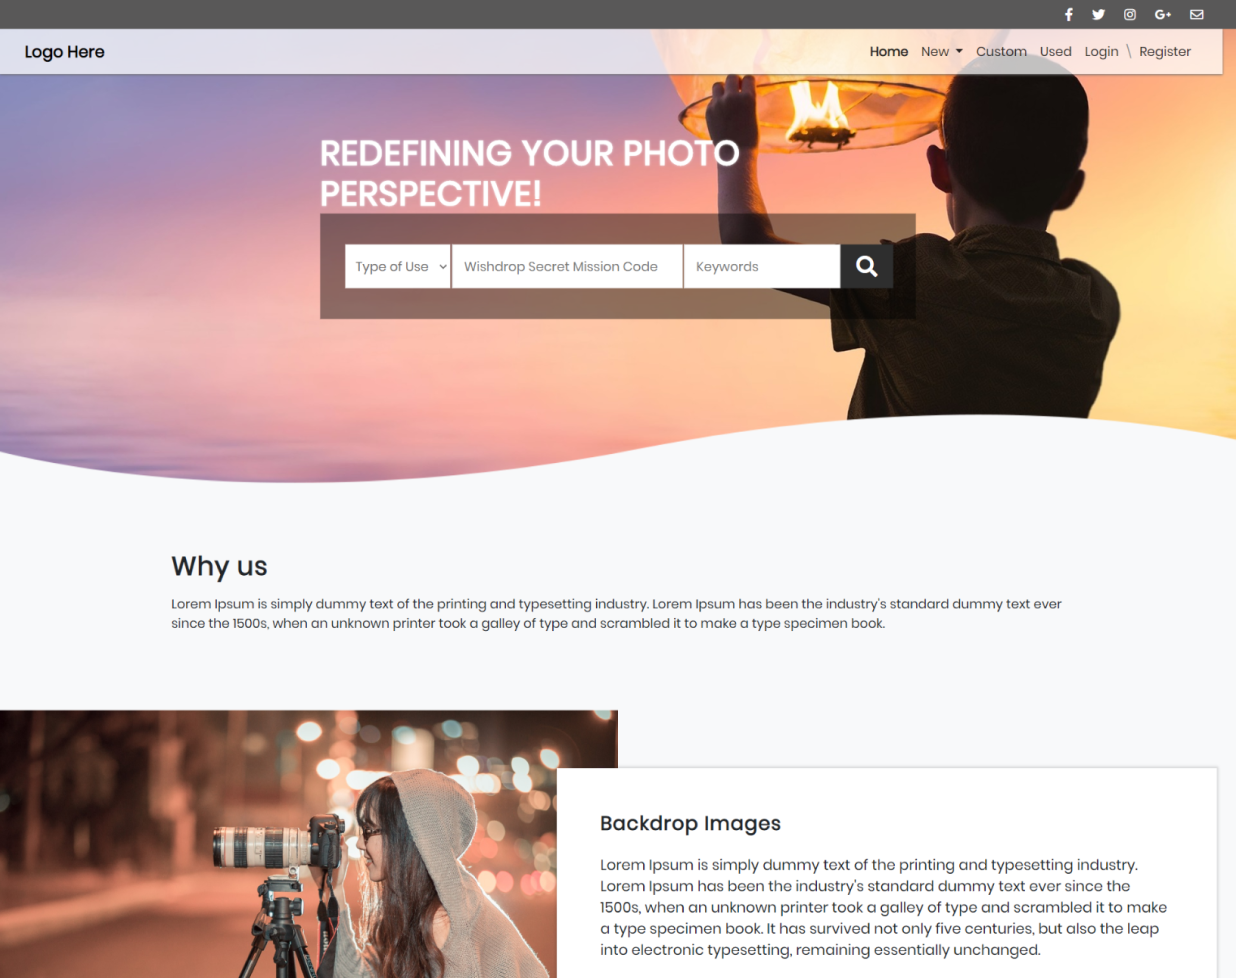 Logo Here
Home New Custom Used Login \ Register
REDEFINING YOUR PHOTO
PERSPECTIVE!
Type of Use Wishdrop Secret Mission Code Keywords
Why us
Lorem Ipsum is simply dummy text of the printing and typesetting industry. Lorem Ipsum has been the industry's standard dummy text ever
since the 1500s, when an unknown printer took a galley of type and scrambled it to make a type specimen book.
Backdrop Images
Lorem Ipsum is simply dummy text of the printing and typesetting industry.
Lorem Ipsum has been the industry's standard dummy text ever since the
1500s, when an unknown printer took a galley of type and scrambled it to make
a type specimen book. It has survived not only five centuries, but also the leap
into electronic typesetting, remaining essentially unchanged.